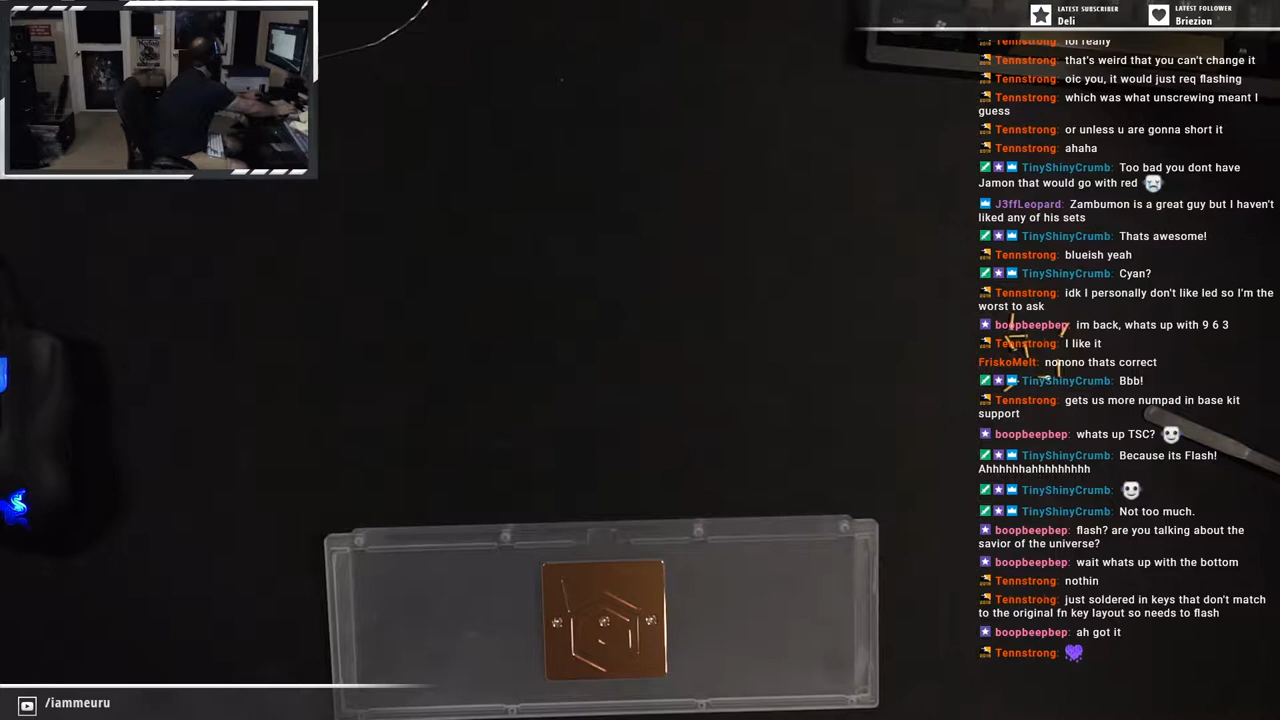 LATEST SUBSCRIBER
Deli
LATEST FOLLOWER
Briezion
Tennstrong: lol really
Tennstrong: that's weird that you can't change it
Tennstrong: oic you, it would just req flashing
Tennstrong: which was what unscrewing meant I
guess
Tennstrong: or unless u are gonna short it
Tennstrong: ahaha
TinyShinyCrumb: Too bad you dont have
Jamon that would go with red
J3ffLeopard: Zambumon is a great guy but I haven't
liked any of his sets
TinyShinyCrumb: Thats awesome!
Tennstrong: blueish yeah
TinyShinyCrumb: Cyan?
Tennstrong: idk I personally don't like led so I'm the
worst to ask
boopbeepbep: im back, whats up with 9 6 3
Tennstrong: I like it
FriskoMelt: nonono thats correct
TinyShinyCrumb: Bbb!
Tennstrong: gets us more numpad in base kit
support
boopbeepbep: whats up TSC?
TinyShinyCrumb: Because its Flash!
Ahhhhhahhhhhhhhh
TinyShinyCrumb:
TinyShinyCrumb: Not too much.
boopbeepbep: flash? are you talking about the
savior of the universe?
boopbeepbep: wait whats up with the bottom
Tennstrong: nothin
Tennstrong: just soldered in keys that don't match
to the original fn key layout so needs to flash
boopbeepbep: ah got it
Tennstrong:
/iammeuru